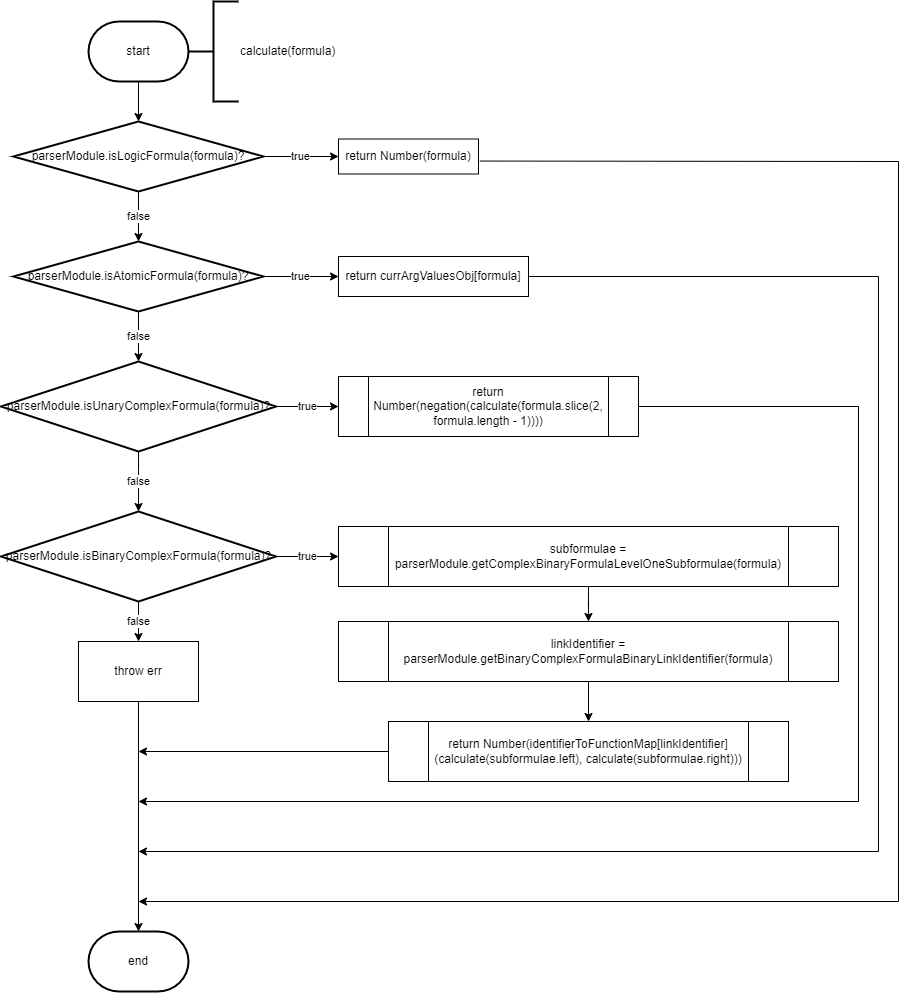 start
calculate(formula)
parserModule.isLogicFormula(formula)?
true
return Number(formula)
false
parserModule.isAtomicFormula(formula)?
true
return currArgValuesObj[formula]
false
parserModule.isUnaryComplexFormula(formula)?
true
return
Number(negation(calculate(formula.slice(2,
formula.length - 1))))
false
parserModule.isBinaryComplexFormula(formula)?
true
subformulae =
parserModule.getComplexBinaryFormulaLevelOneSubformulae(formula)
false
linkIdentifier =
parserModule.getBinaryComplexFormulaBinaryLinkIdentifier(formula)
throw err
return Number(identifierToFunctionMap[linkIdentifier]
(calculate(subformulae.left), calculate(subformulae.right)))
end